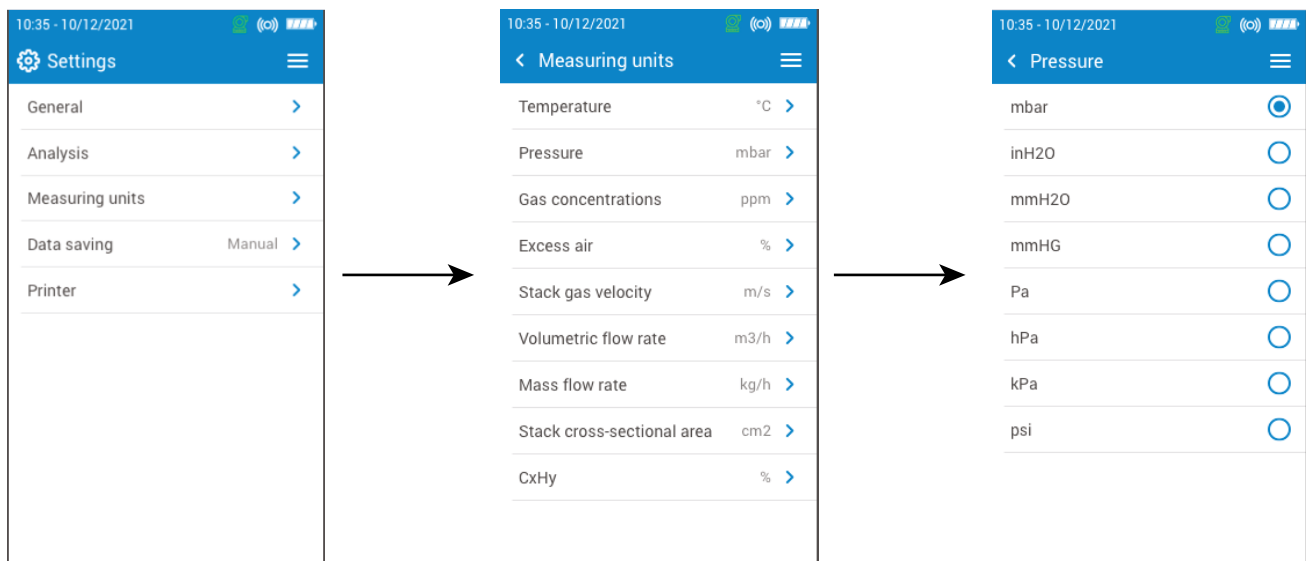 10:35 - 10/12/2021
Settings
General
Analysis
Measuring units
Data saving Manual
Printer
10:35 - 10/12/2021
Measuring units
Temperature °C
Pressure mbar
Gas concentrations ppm
Excess air %
Stack gas velocity m/s
Volumetric flow rate m3/h
Mass flow rate kg/h
Stack cross-sectional area cm2
CxHy %
10:35 - 10/12/2021
Pressure
mbar
inH2O
mmH2O
mmHG
Pa
hPa
kPa
psi